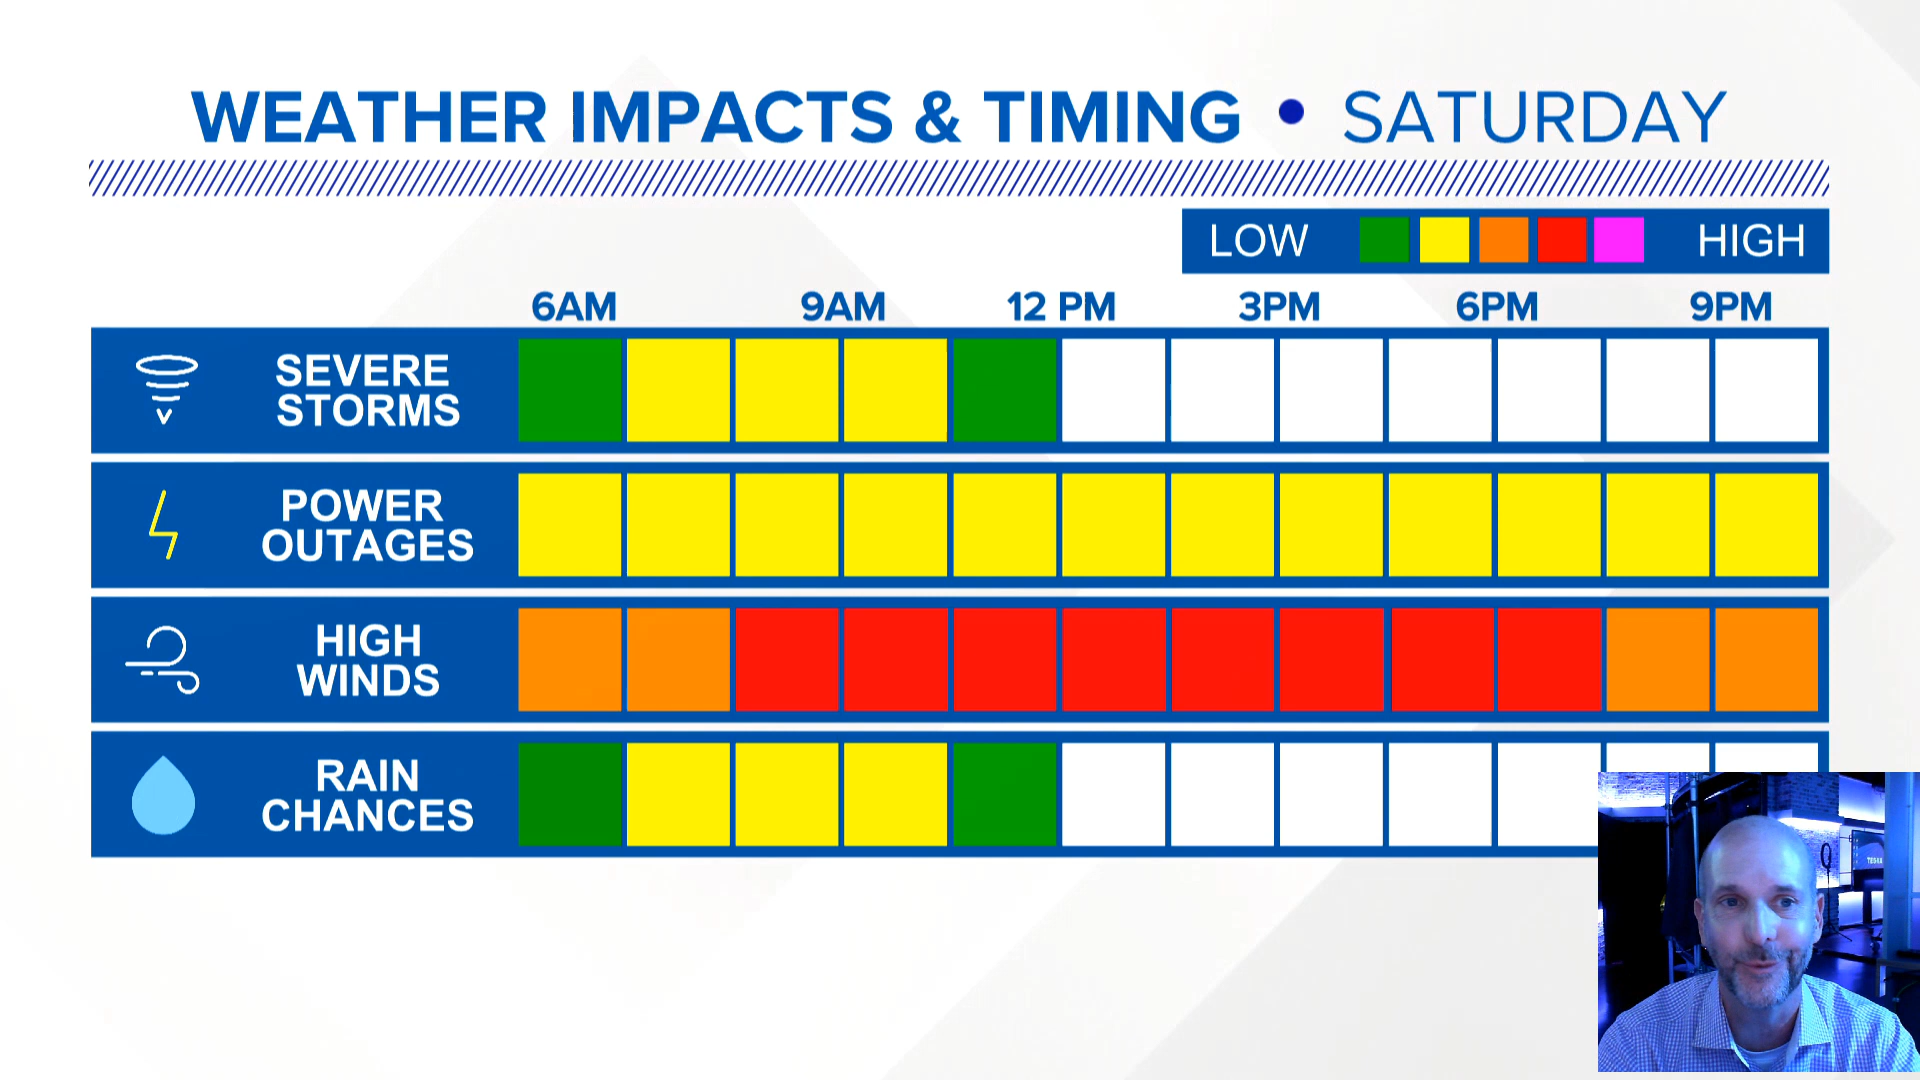 WEATHER IMPACTS & TIMING • SATURDAY
LOW HIGH
6AM 9AM 12 PM 3PM 6PM 9PM
SEVERE
STORMS
POWER
OUTAGES
HIGH
WINDS
RAIN
CHANCES